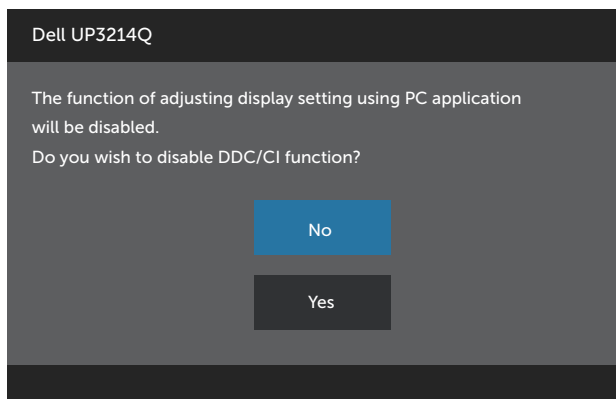 Dell UP3214Q
The function of adjusting display setting using PC application
will be disabled.
Do you wish to disable DDC/CI function?
No
Yes